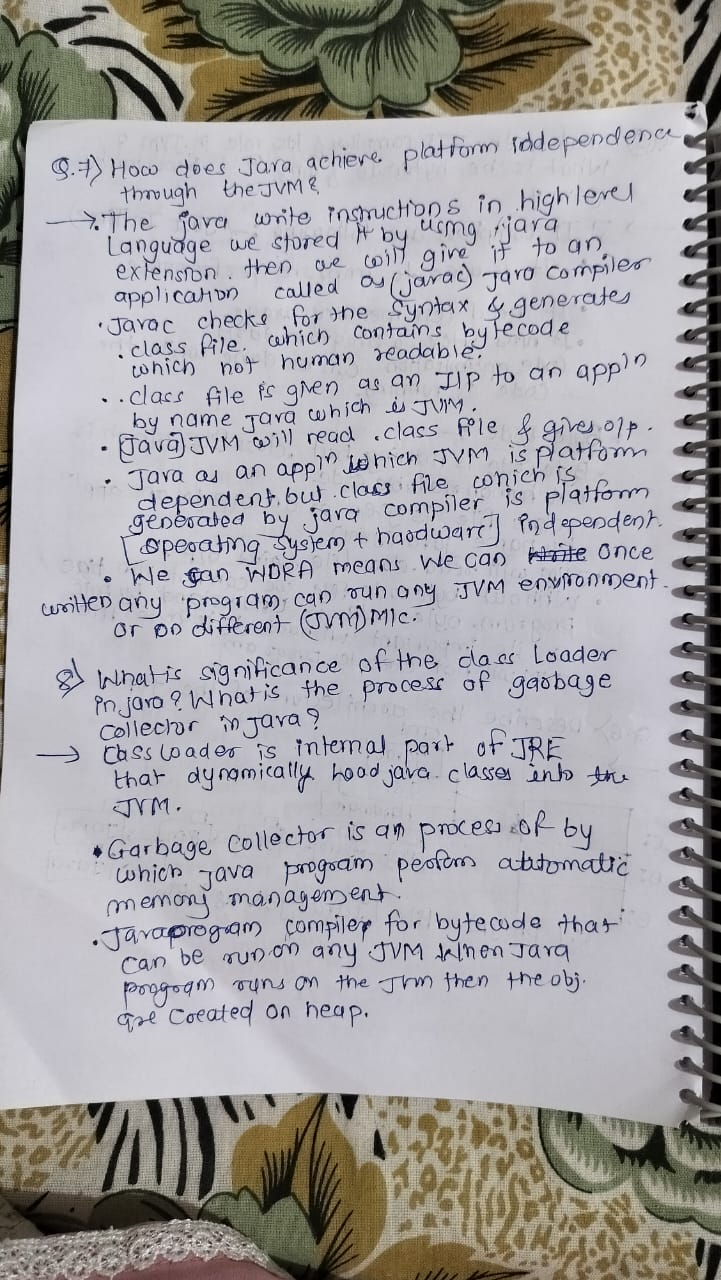 Q.7) How does Java achieve platform iddependence
through the JVM?
→ . The java write instructions in high level
Language we stored it by using .java
extension. then we will give it to an
application called as (javac) Java compiler
• Javac checks for the syntax & generates
.class file. which contains bytecode
which not human readable.
• .class file is given as an I/P to an appln
by name Java which is JVM.
• [Java] JVM will read .class file & gives o/p.
• Java as an appln which JVM is platform
dependent, but .class file which is
generated by java compiler is platform
[Operating System + hardware] independent.
• We can WORA means We can write once
written any program, can run any JVM environment
or on different (JVM) M/c.
8) What is significance of the class Loader
in java? What is the process of garbage
Collector in Java?
→ Class loader is internal part of JRE
that dynamically load java classes into the
JVM.
• Garbage Collector is an process of by
which Java program perform automatic
memory management.
• Java program compiler for bytecode that
can be run on any JVM When Java
program runs on the Jvm then the obj.
are created on heap.